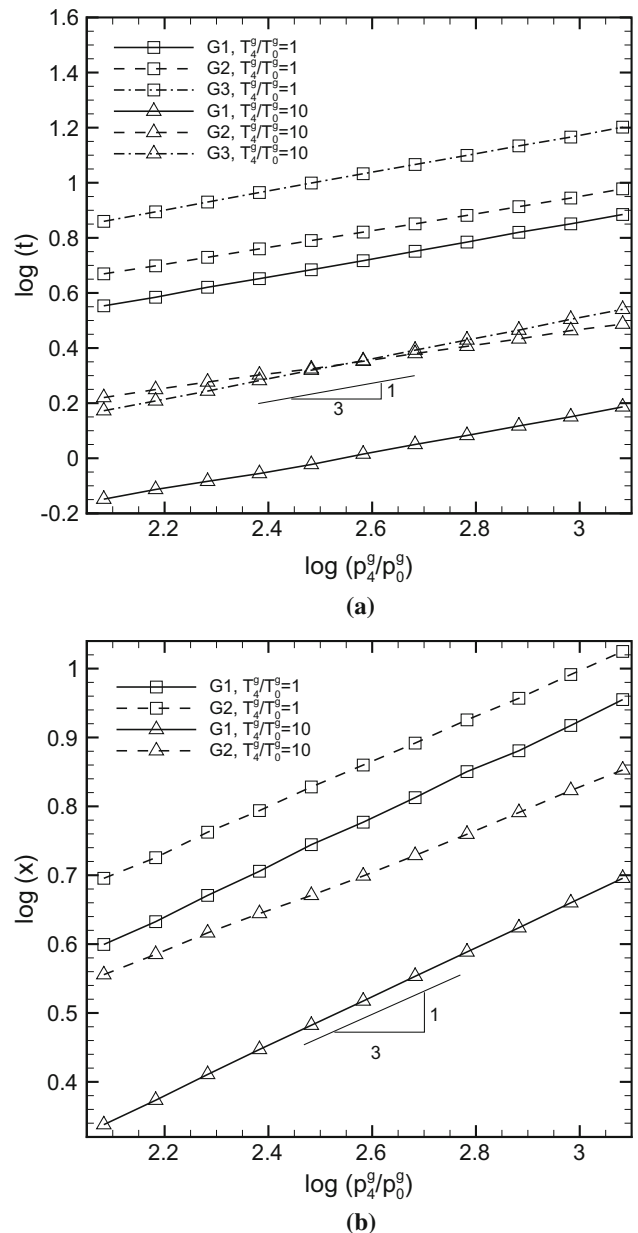 1.6
1.4
1.2
1
0.8
0.6
0.4
0.2
0
-0.2
log (t)
G1, T₄ᵍ/T₀ᵍ=1
G2, T₄ᵍ/T₀ᵍ=1
G3, T₄ᵍ/T₀ᵍ=1
G1, T₄ᵍ/T₀ᵍ=10
G2, T₄ᵍ/T₀ᵍ=10
G3, T₄ᵍ/T₀ᵍ=10
1
3
2.2 2.4 2.6 2.8 3
log (p₄ᵍ/p₀ᵍ)
(a)
1
0.9
0.8
0.7
0.6
0.5
0.4
log (x)
G1, T₄ᵍ/T₀ᵍ=1
G2, T₄ᵍ/T₀ᵍ=1
G1, T₄ᵍ/T₀ᵍ=10
G2, T₄ᵍ/T₀ᵍ=10
1
3
2.2 2.4 2.6 2.8 3
log (p₄ᵍ/p₀ᵍ)
(b)